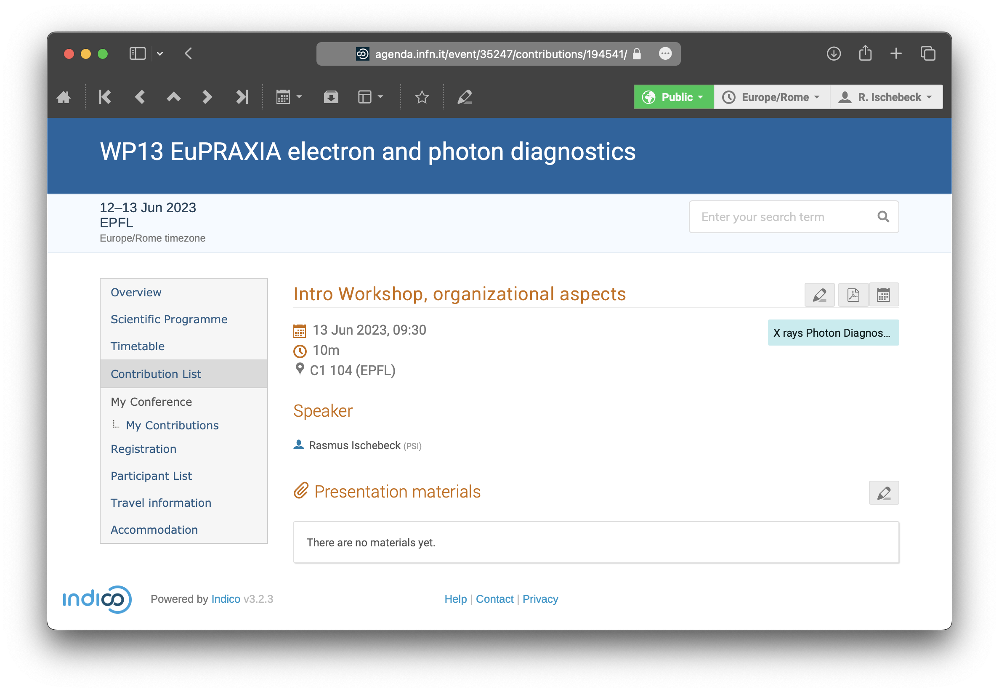 agenda.infn.it/event/35247/contributions/194541/
Public
Europe/Rome
R. Ischebeck
WP13 EuPRAXIA electron and photon diagnostics
12–13 Jun 2023
EPFL
Europe/Rome timezone
Enter your search term
Overview
Scientific Programme
Timetable
Contribution List
My Conference
My Contributions
Registration
Participant List
Travel information
Accommodation
Intro Workshop, organizational aspects
13 Jun 2023, 09:30
X rays Photon Diagnos...
10m
C1 104 (EPFL)
Speaker
Rasmus Ischebeck (PSI)
Presentation materials
There are no materials yet.
indico
Powered by Indico v3.2.3
Help | Contact | Privacy